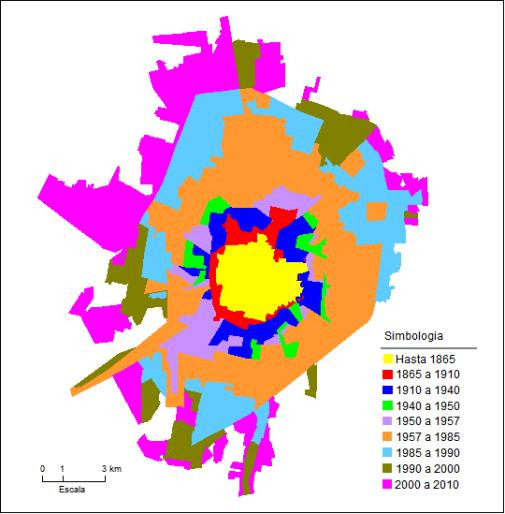 Simbologia
Hasta 1865
1865 a 1910
1910 a 1940
1940 a 1950
1950 a 1957
1957 a 1985
1985 a 1990
1990 a 2000
2000 a 2010
0 1 3 km
Escala